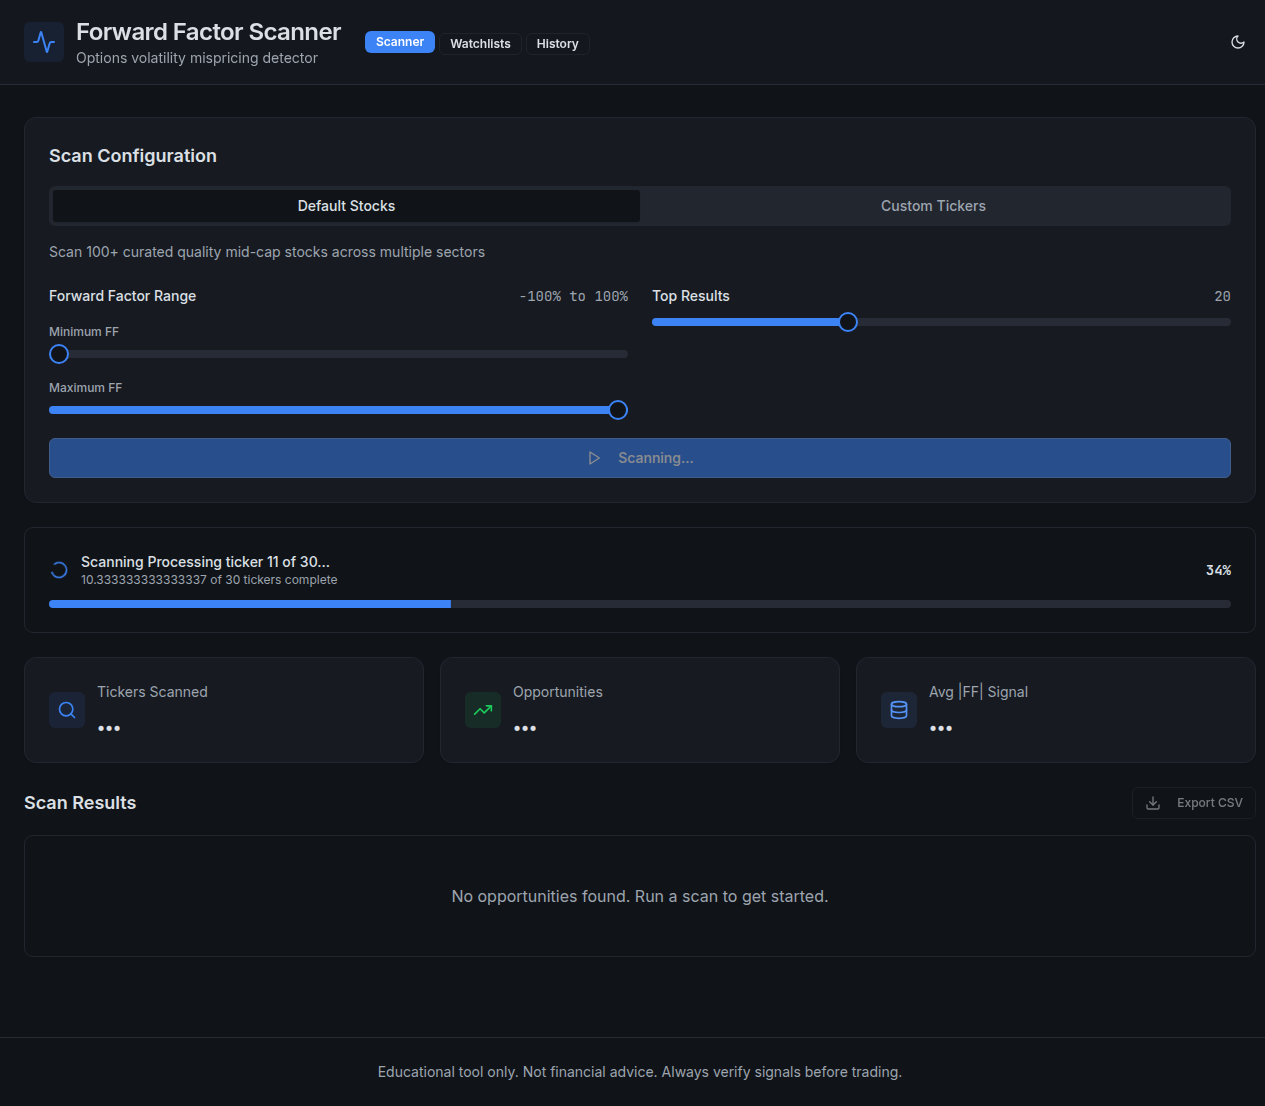 Forward Factor Scanner
Options volatility mispricing detector
Scanner
Watchlists
History
Scan Configuration
Default Stocks
Custom Tickers
Scan 100+ curated quality mid-cap stocks across multiple sectors
Forward Factor Range
-100% to 100%
Minimum FF
Maximum FF
Top Results
20
Scanning...
Scanning Processing ticker 11 of 30...
10.333333333333337 of 30 tickers complete
34%
Tickers Scanned
•••
Opportunities
•••
Avg |FF| Signal
•••
Scan Results
Export CSV
No opportunities found. Run a scan to get started.
Educational tool only. Not financial advice. Always verify signals before trading.